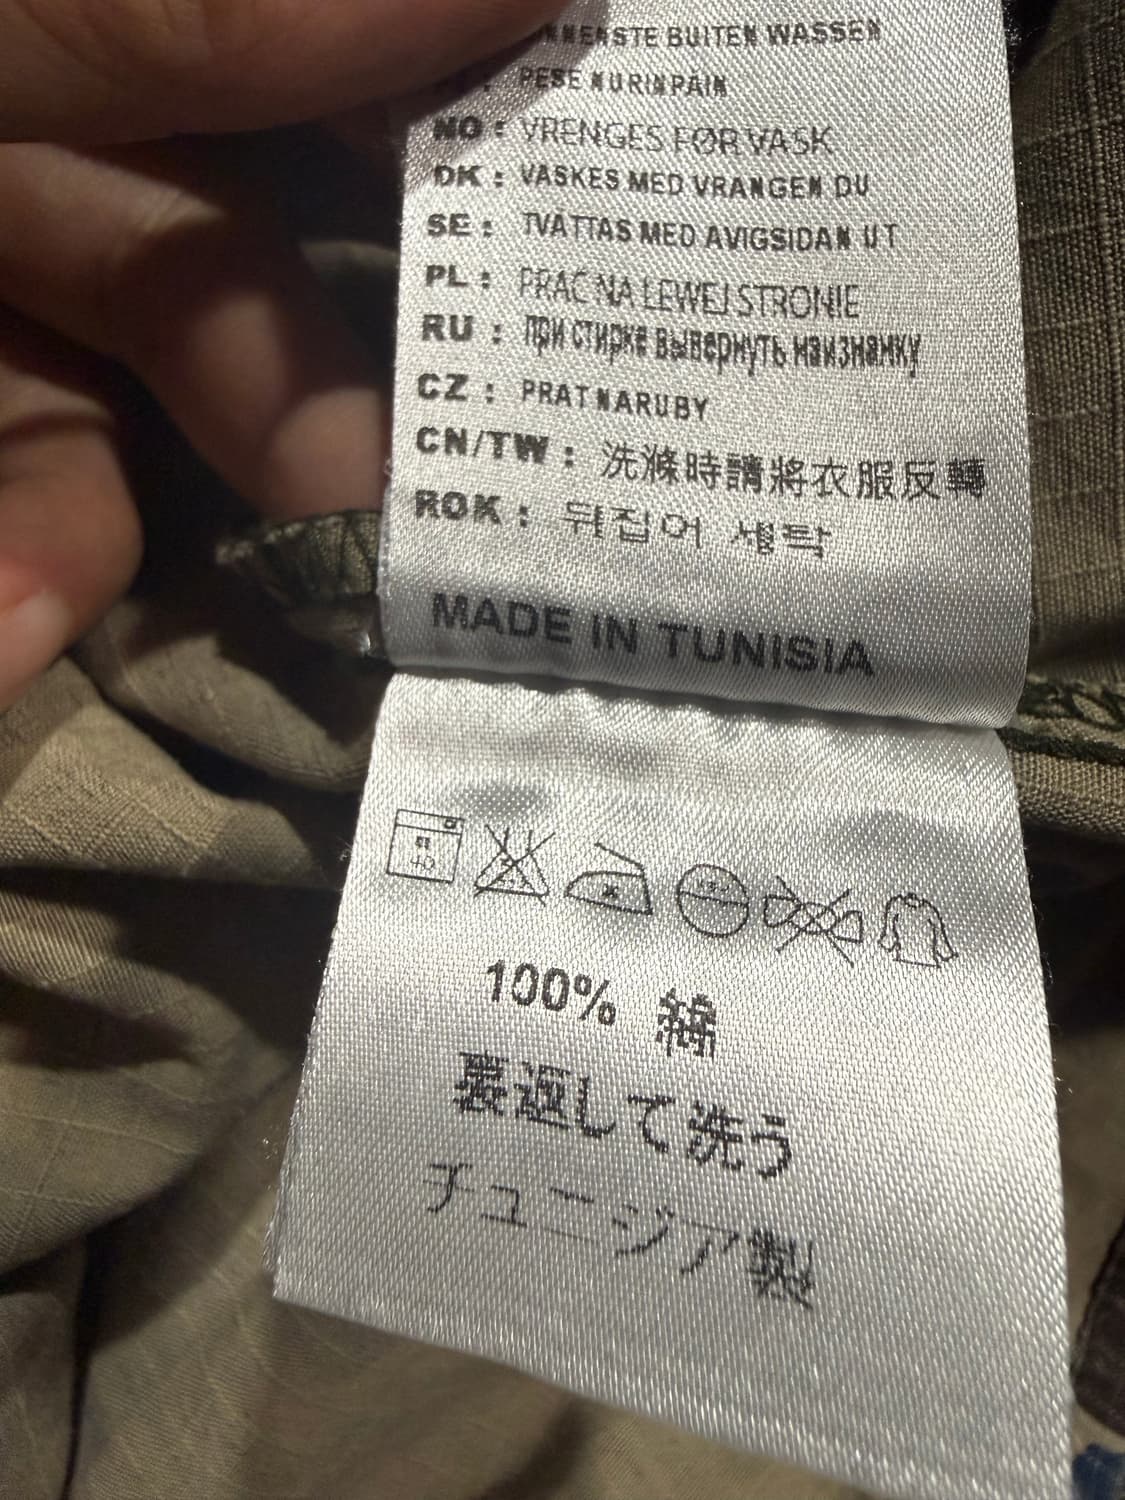 BUITEN WASSEN
PESE NURINPAIN
NO : VRENGES FØR VASK
DK : VASKES MED VRANGEN DU
SE : TVÄTTAS MED AVIGSIDAN UT
PL : PRAC NA LEWEJ STRONIE
RU : при стирке вывернуть наизнанку
CZ : PRAT NARUBY
CN/TW : 洗滌時請將衣服反轉
ROK : 뒤집어 세탁
MADE IN TUNISIA
40
100% 綿
裏返して洗う
チュニジア製